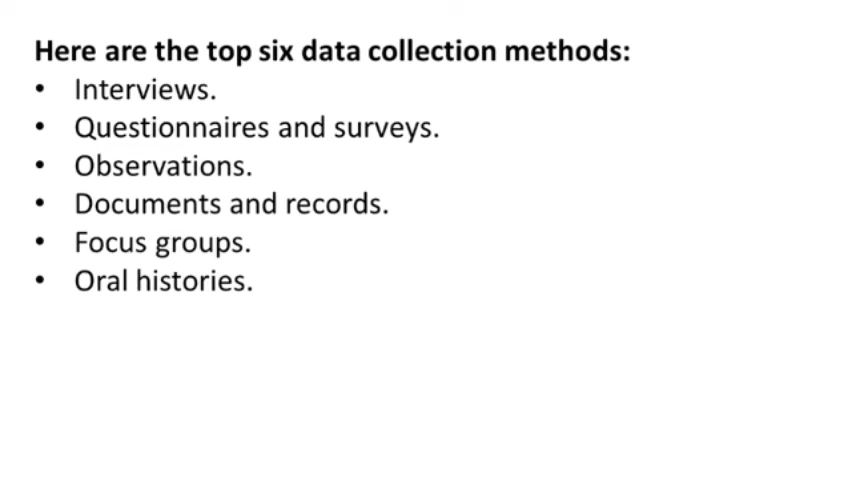 Here are the top six data collection methods:
• Interviews.
• Questionnaires and surveys.
• Observations.
• Documents and records.
• Focus groups.
• Oral histories.